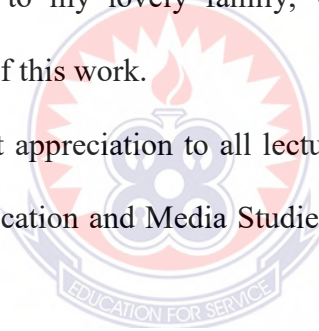 to my lovely family,
f this work.
t appreciation to all lectu
cation and Media Studie
EDUCATION FOR SERVICE